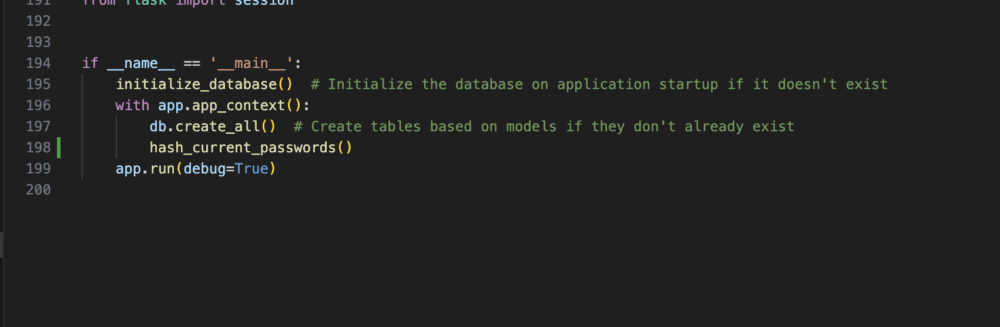 191 from flask import session
192
193
194 if __name__ == '__main__':
195 initialize_database() # Initialize the database on application startup if it doesn't exist
196 with app.app_context():
197 db.create_all() # Create tables based on models if they don't already exist
198 hash_current_passwords()
199 app.run(debug=True)
200